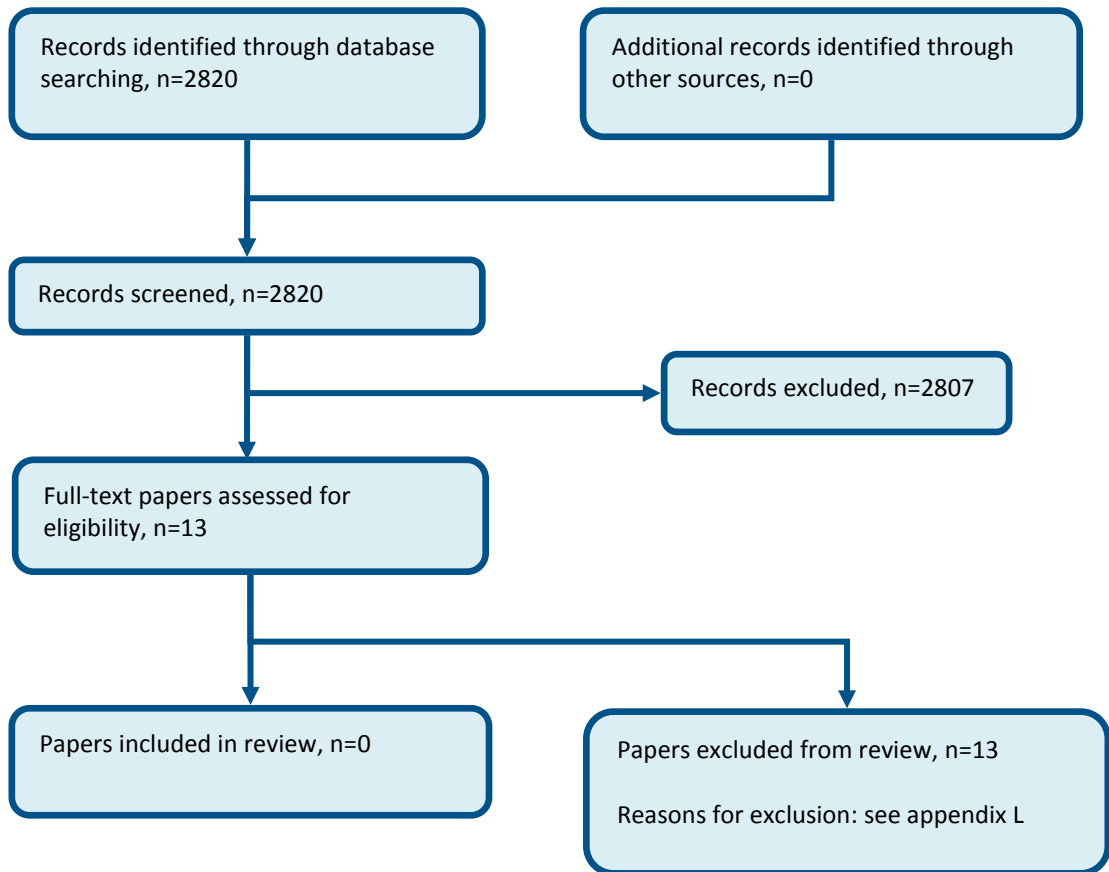 Records identified through database
searching, n=2820
Additional records identified through
other sources, n=0
Records screened, n=2820
Records excluded, n=2807
Full-text papers assessed for
eligibility, n=13
Papers included in review, n=0
Papers excluded from review, n=13
Reasons for exclusion: see appendix L